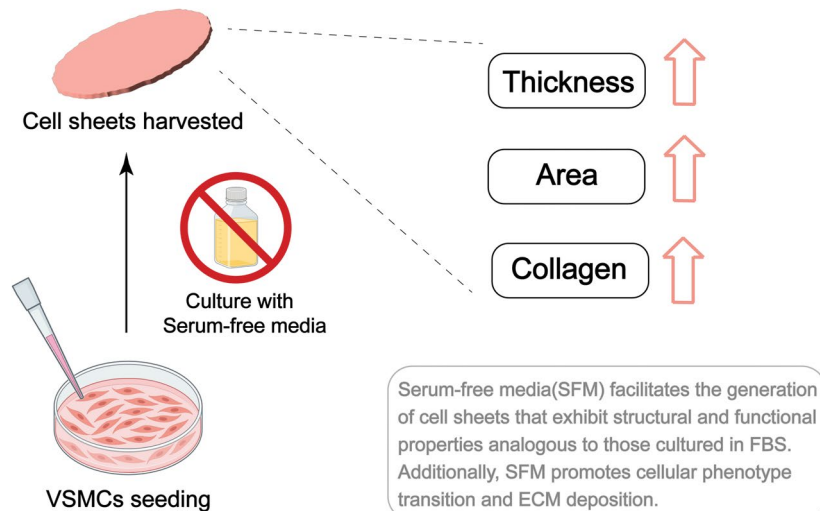 Cell sheets harvested
Thickness
Area
Collagen
Culture with
Serum-free media
VSMCs seeding
Serum-free media(SFM) facilitates the generation
of cell sheets that exhibit structural and functional
properties analogous to those cultured in FBS.
Additionally, SFM promotes cellular phenotype
transition and ECM deposition.